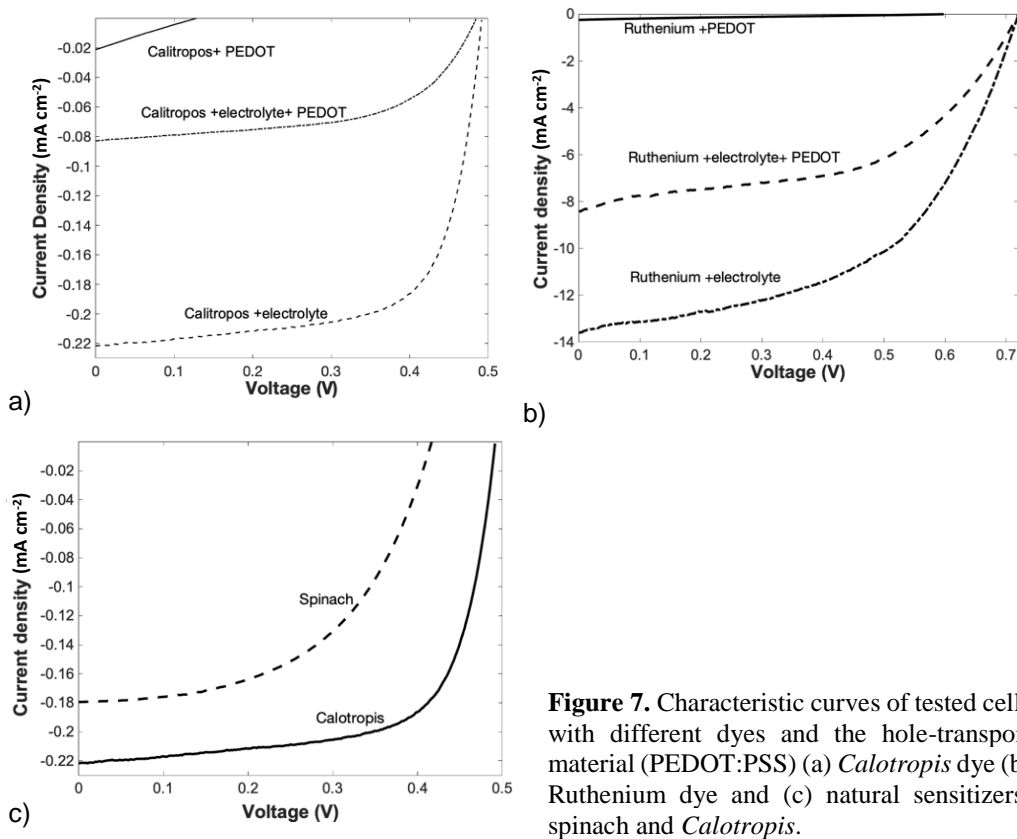 0
-0.02
-0.04
-0.06
-0.08
-0.1
-0.12
-0.14
-0.16
-0.18
-0.2
-0.22
Current Density (mA cm-2)
Calitropos+ PEDOT
Calitropos +electrolyte+ PEDOT
Calitropos +electrolyte
0 0.1 0.2 0.3 0.4 0.5
Voltage (V)
a)
0
-2
-4
-6
-8
-10
-12
-14
Current density (mA cm-2)
Ruthenium +PEDOT
Ruthenium +electrolyte+ PEDOT
Ruthenium +electrolyte
0 0.1 0.2 0.3 0.4 0.5 0.6 0.7
Voltage (V)
b)
0
-0.02
-0.04
-0.06
-0.08
-0.1
-0.12
-0.14
-0.16
-0.18
-0.2
-0.22
Current density (mA cm-2)
Spinach
Calotropis
0 0.1 0.2 0.3 0.4 0.5
Voltage (V)
c)
Figure 7. Characteristic curves of tested cell
with different dyes and the hole-transpor
material (PEDOT:PSS) (a) Calotropis dye (b
Ruthenium dye and (c) natural sensitizers
spinach and Calotropis.